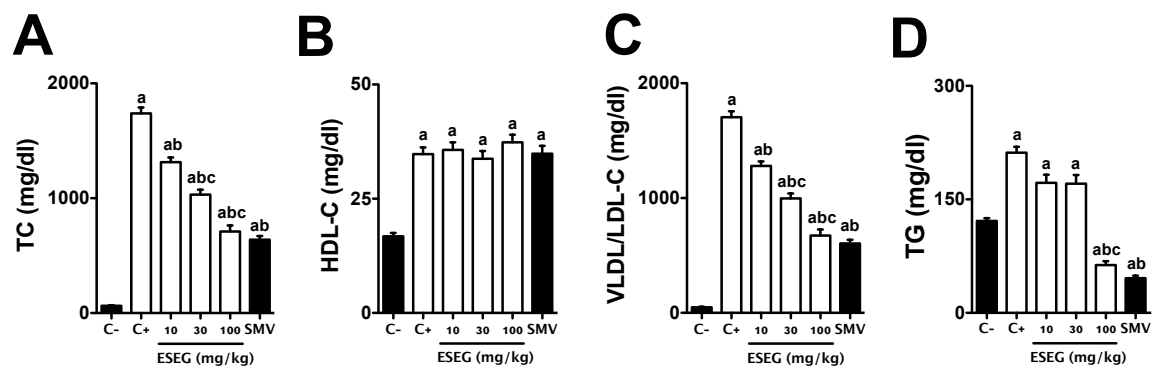 A
TC (mg/dl)
2000
1000
0
a
ab
abc
abc
ab
C- C+ 10 30 100 SMV
ESEG (mg/kg)
B
HDL-C (mg/dl)
50
25
0
a
a
a
a
a
C- C+ 10 30 100 SMV
ESEG (mg/kg)
C
VLDL/LDL-C (mg/dl)
2000
1000
0
a
ab
abc
abc
ab
C- C+ 10 30 100 SMV
ESEG (mg/kg)
D
TG (mg/dl)
300
150
0
a
a
a
abc
ab
C- C+ 10 30 100 SMV
ESEG (mg/kg)